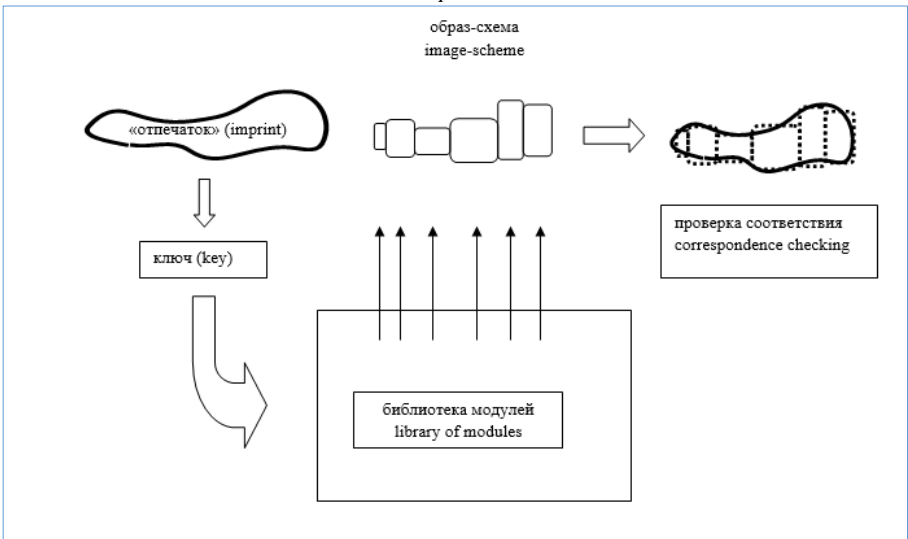 образ-схема
image-scheme
«отпечаток» (imprint)
ключ (key)
проверка соответствия
correspondence checking
библиотека модулей
library of modules